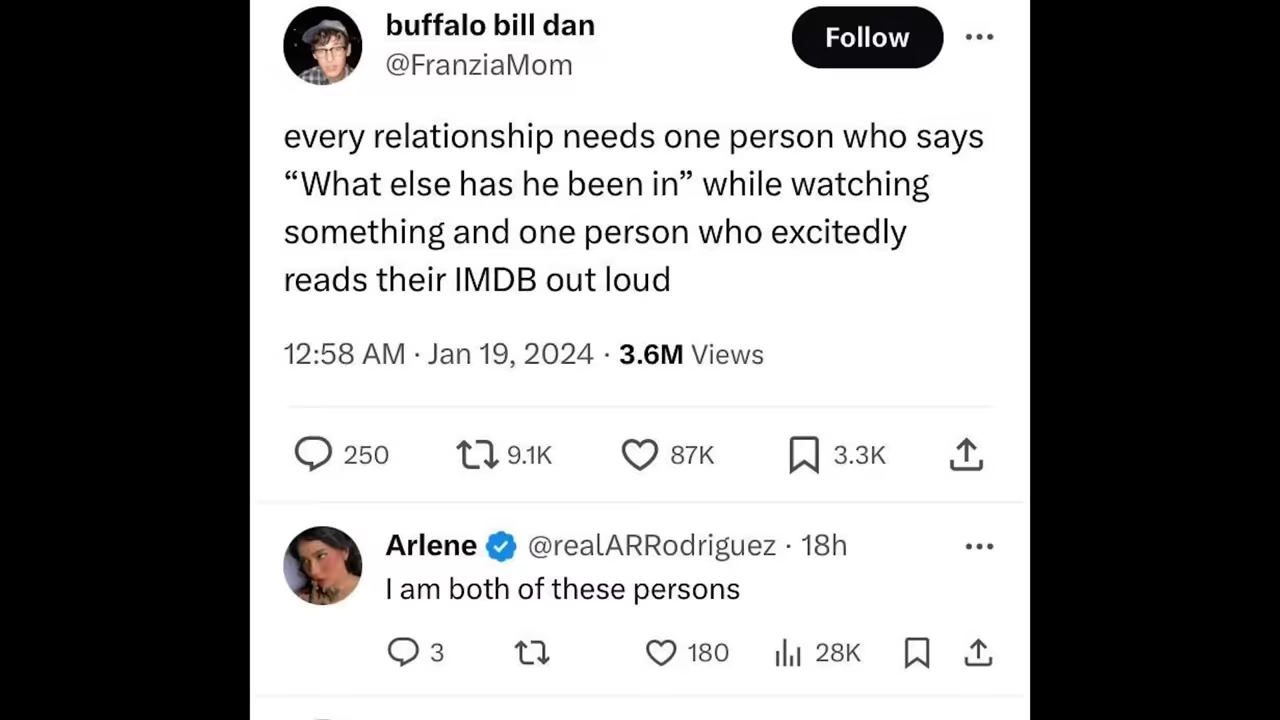 buffalo bill dan
Follow
@FranziaMom
every relationship needs one person who says
“What else has he been in” while watching
something and one person who excitedly
reads their IMDB out loud
12:58 AM · Jan 19, 2024 · 3.6M Views
250 9.1K 87K 3.3K
Arlene @realARRodriguez · 18h
I am both of these persons
3 180 28K